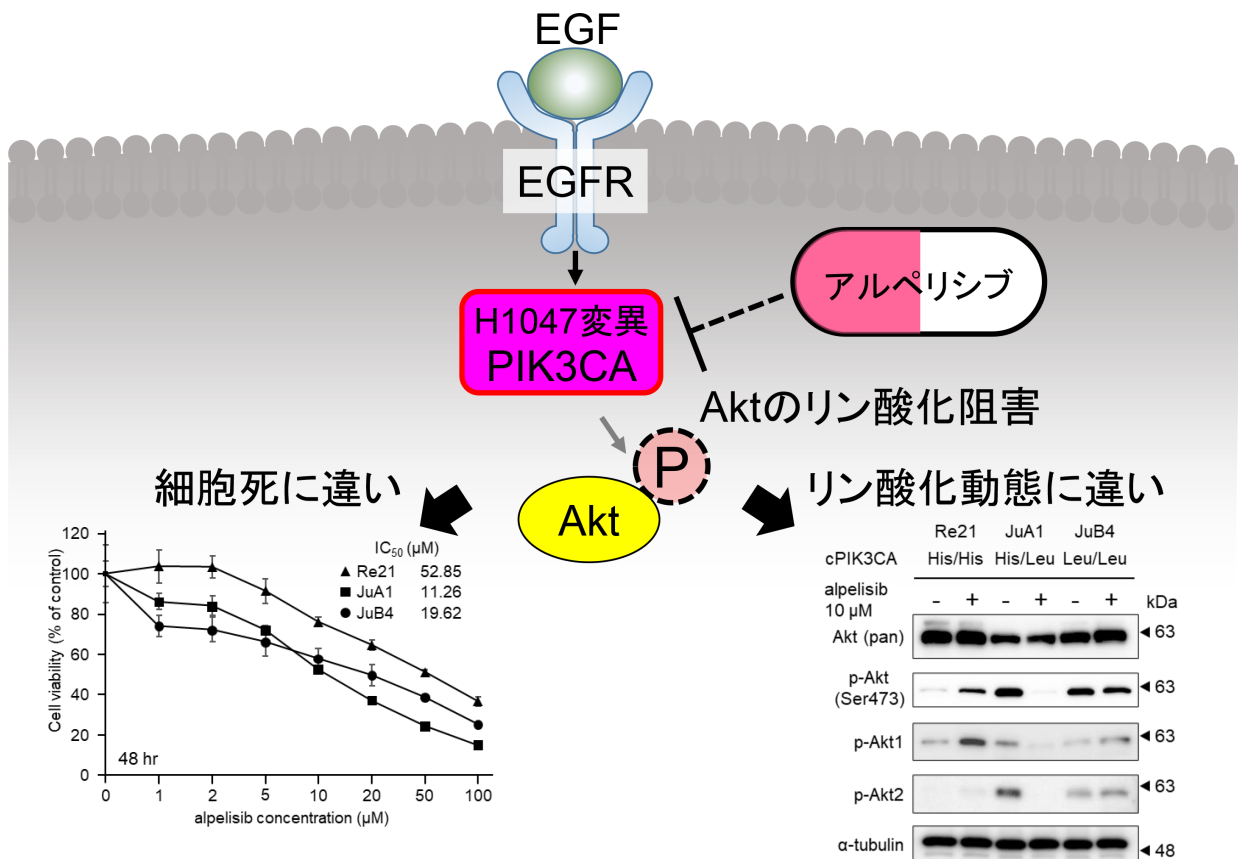 EGF
EGFR
アルペリシブ
H1047変異
PIK3CA
Aktのリン酸化阻害
P
Akt
細胞死に違い
リン酸化動態に違い
Cell viability (% of control)
120
100
80
60
40
20
0
IC50 (µM)
Re21 52.85
JuA1 11.26
JuB4 19.62
48 hr
0 1 2 5 10 20 50 100
alpelisib concentration (µM)
Re21 JuA1 JuB4
cPIK3CA His/His His/Leu Leu/Leu
alpelisib
10 µM - + - + - + kDa
Akt (pan) 63
p-Akt
(Ser473) 63
p-Akt1 63
p-Akt2 63
α-tubulin 48